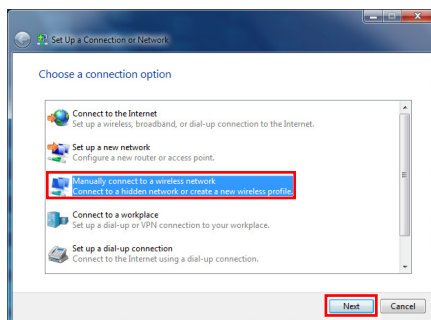 Set Up a Connection or Network
Choose a connection option
Connect to the Internet
Set up a wireless, broadband, or dial-up connection to the Internet.
Set up a new network
Configure a new router or access point.
Manually connect to a wireless network
Connect to a hidden network or create a new wireless profile.
Connect to a workplace
Set up a dial-up or VPN connection to your workplace.
Set up a dial-up connection
Connect to the Internet using a dial-up connection.
Next Cancel